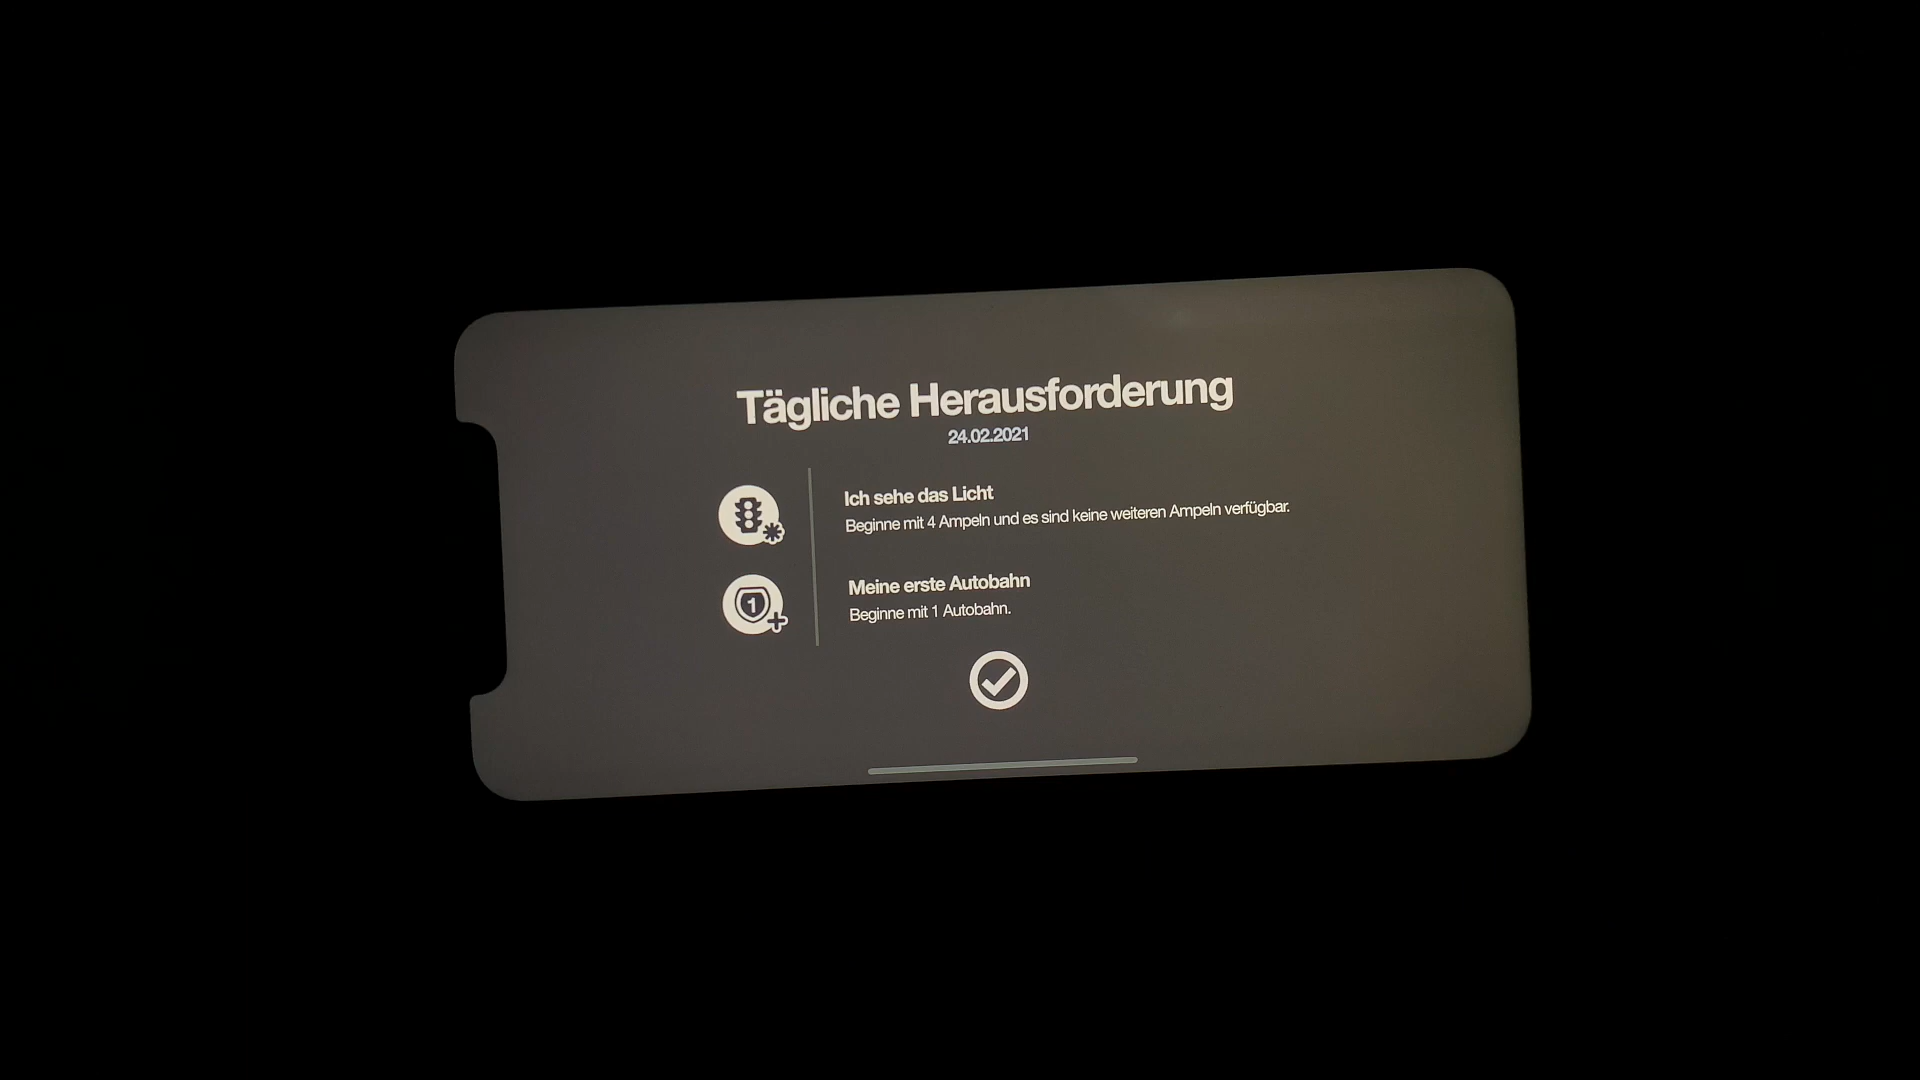 Tägliche Herausforderung
24.02.2021
Ich sehe das Licht
Beginne mit 4 Ampeln und es sind keine weiteren Ampeln verfügbar.
1
Meine erste Autobahn
Beginne mit 1 Autobahn.